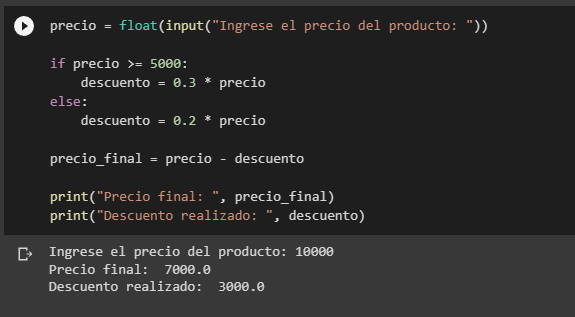 precio = float(input("Ingrese el precio del producto: "))
if precio >= 5000:
    descuento = 0.3 * precio
else:
    descuento = 0.2 * precio
precio_final = precio - descuento
print("Precio final: ", precio_final)
print("Descuento realizado: ", descuento)
Ingrese el precio del producto: 10000
Precio final:  7000.0
Descuento realizado:  3000.0